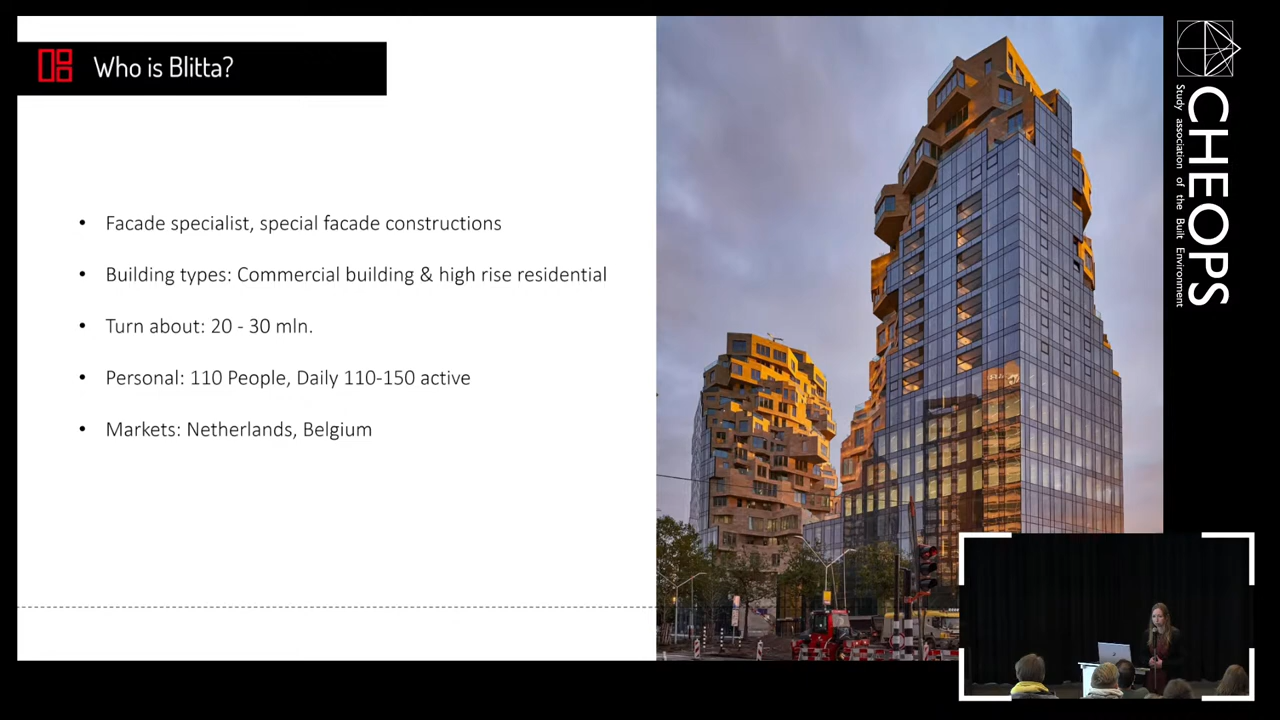 Who is Blitta?
• Facade specialist, special facade constructions
• Building types: Commercial building & high rise residential
• Turn about: 20 - 30 mln.
• Personal: 110 People, Daily 110-150 active
• Markets: Netherlands, Belgium
CHEOPS
Study association of the Built Environment